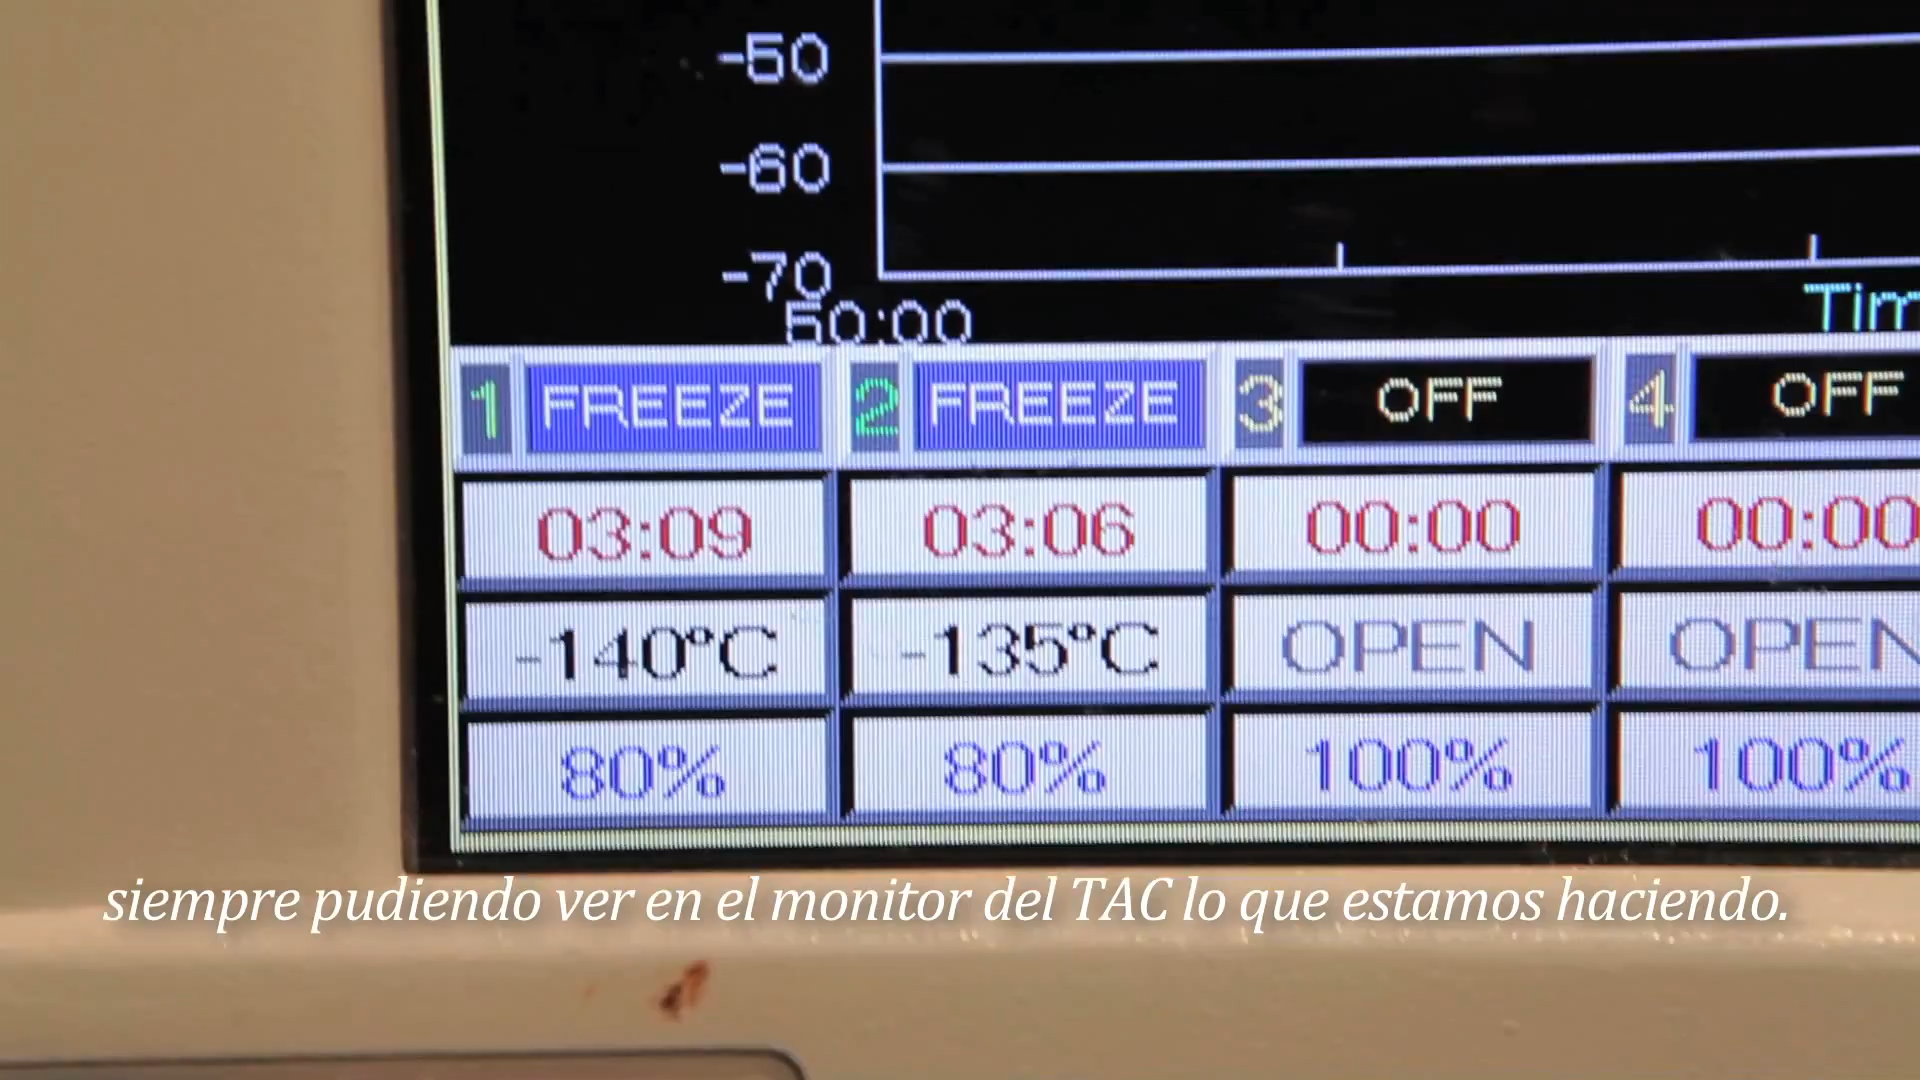 -50
-60
-70
50:00
Tim
1 FREEZE 2 FREEZE 3 OFF 4 OFF
03:09 03:06 00:00 00:00
-140°C -135°C OPEN OPEN
80% 80% 100% 100%
siempre pudiendo ver en el monitor del TAC lo que estamos haciendo.